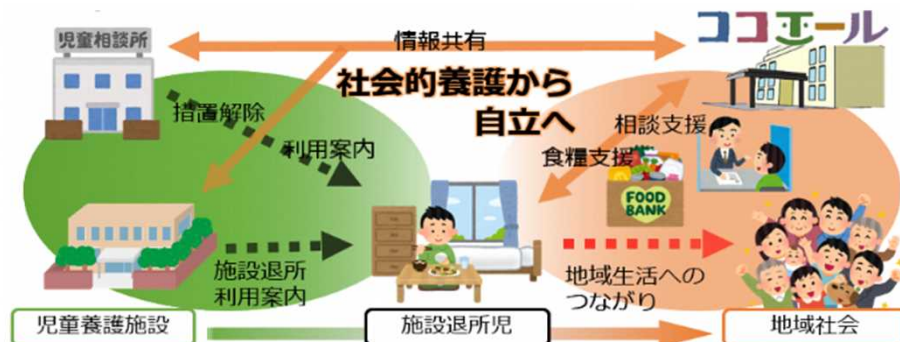 児童相談所
情報共有
ココホール
社会的養護から
自立へ
措置解除
利用案内
相談支援
食糧支援
FOOD
BANK
施設退所
利用案内
地域生活への
つながり
児童養護施設
施設退所児
地域社会